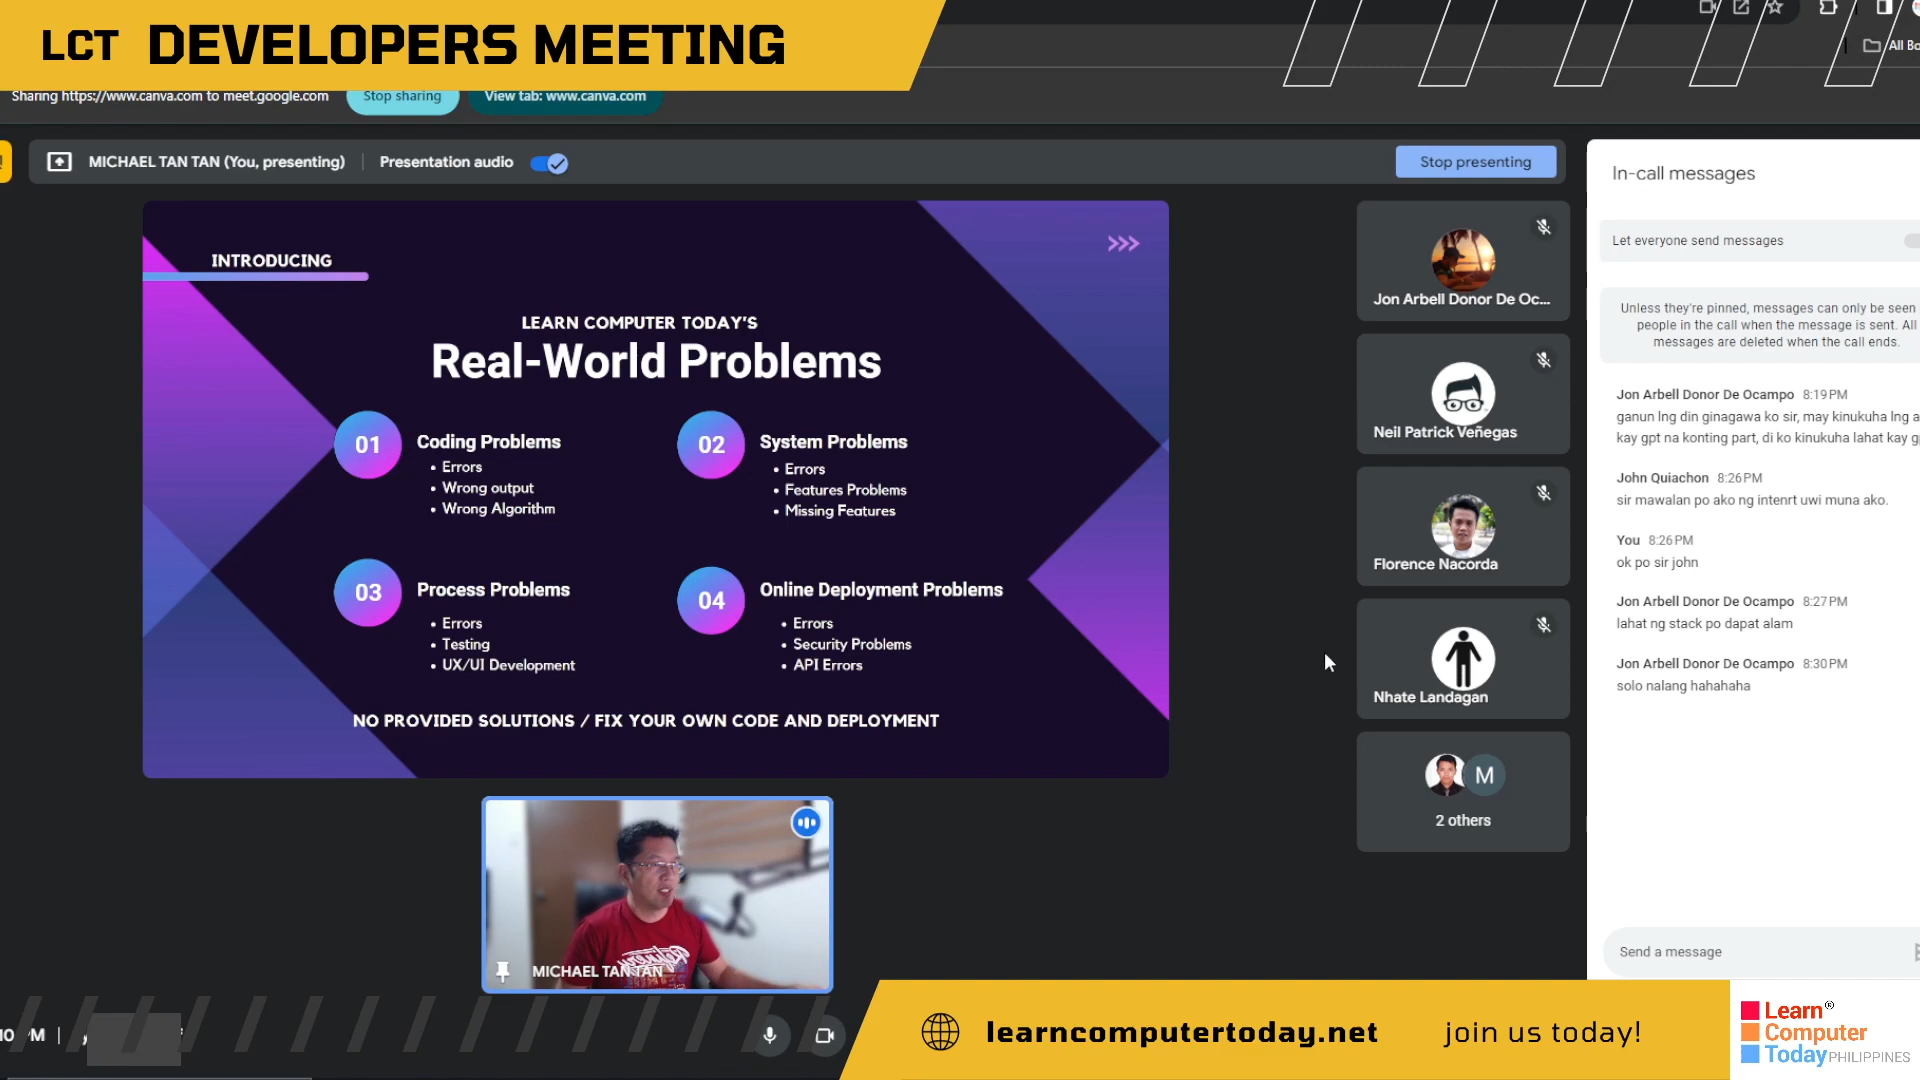 LCT DEVELOPERS MEETING
All Bo
Sharing https://www.canva.com to meet.google.com
Stop sharing
View tab: www.canva.com
MICHAEL TAN TAN (You, presenting)
Presentation audio
Stop presenting
INTRODUCING
LEARN COMPUTER TODAY'S
Real-World Problems
01
Coding Problems
• Errors
• Wrong output
• Wrong Algorithm
02
System Problems
• Errors
• Features Problems
• Missing Features
03
Process Problems
• Errors
• Testing
• UX/UI Development
04
Online Deployment Problems
• Errors
• Security Problems
• API Errors
NO PROVIDED SOLUTIONS / FIX YOUR OWN CODE AND DEPLOYMENT
MICHAEL TAN TAN
Jon Arbell Donor De Oc...
Neil Patrick Veñegas
Florence Nacorda
Nhate Landagan
M
2 others
In-call messages
Let everyone send messages
Unless they're pinned, messages can only be seen
people in the call when the message is sent. All
messages are deleted when the call ends.
Jon Arbell Donor De Ocampo 8:19 PM
ganun lng din ginagawa ko sir, may kinukuha lng a
kay gpt na konting part, di ko kinukuha lahat kay g
John Quiachon 8:26 PM
sir mawalan po ako ng intenrt uwi muna ako.
You 8:26 PM
ok po sir john
Jon Arbell Donor De Ocampo 8:27 PM
lahat ng stack po dapat alam
Jon Arbell Donor De Ocampo 8:30 PM
solo nalang hahahaha
Send a message
PM
learncomputertoday.net
join us today!
Learn®
Computer
Today PHILIPPINES